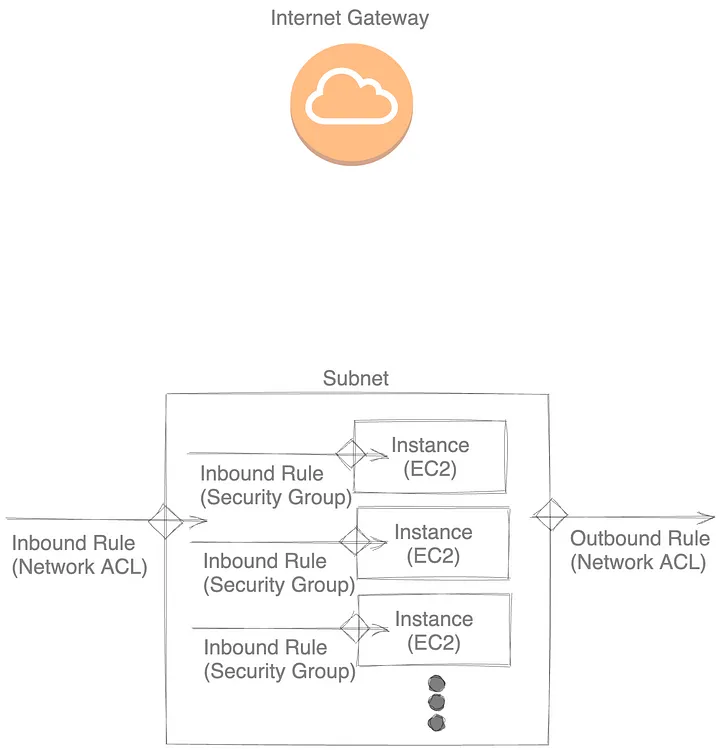 Internet Gateway
Subnet
Instance
(EC2)
Inbound Rule
(Security Group)
Inbound Rule
(Network ACL)
Instance
(EC2)
Inbound Rule
(Security Group)
Outbound Rule
(Network ACL)
Instance
(EC2)
Inbound Rule
(Security Group)